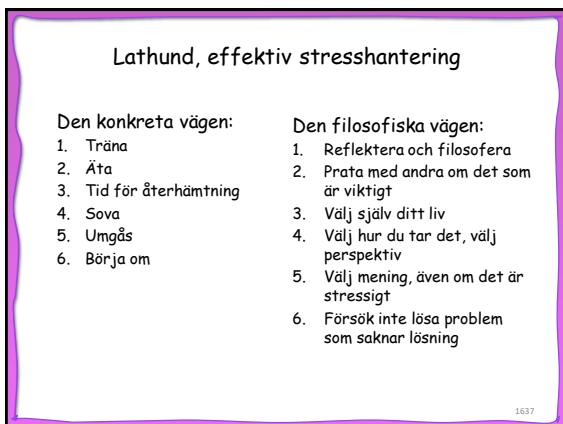 Lathund, effektiv stresshantering
Den konkreta vägen:
1. Träna
2. Äta
3. Tid för återhämtning
4. Sova
5. Umgås
6. Börja om
Den filosofiska vägen:
1. Reflektera och filosofera
2. Prata med andra om det som
är viktigt
3. Välj själv ditt liv
4. Välj hur du tar det, välj
perspektiv
5. Välj mening, även om det är
stressigt
6. Försök inte lösa problem
som saknar lösning
1637